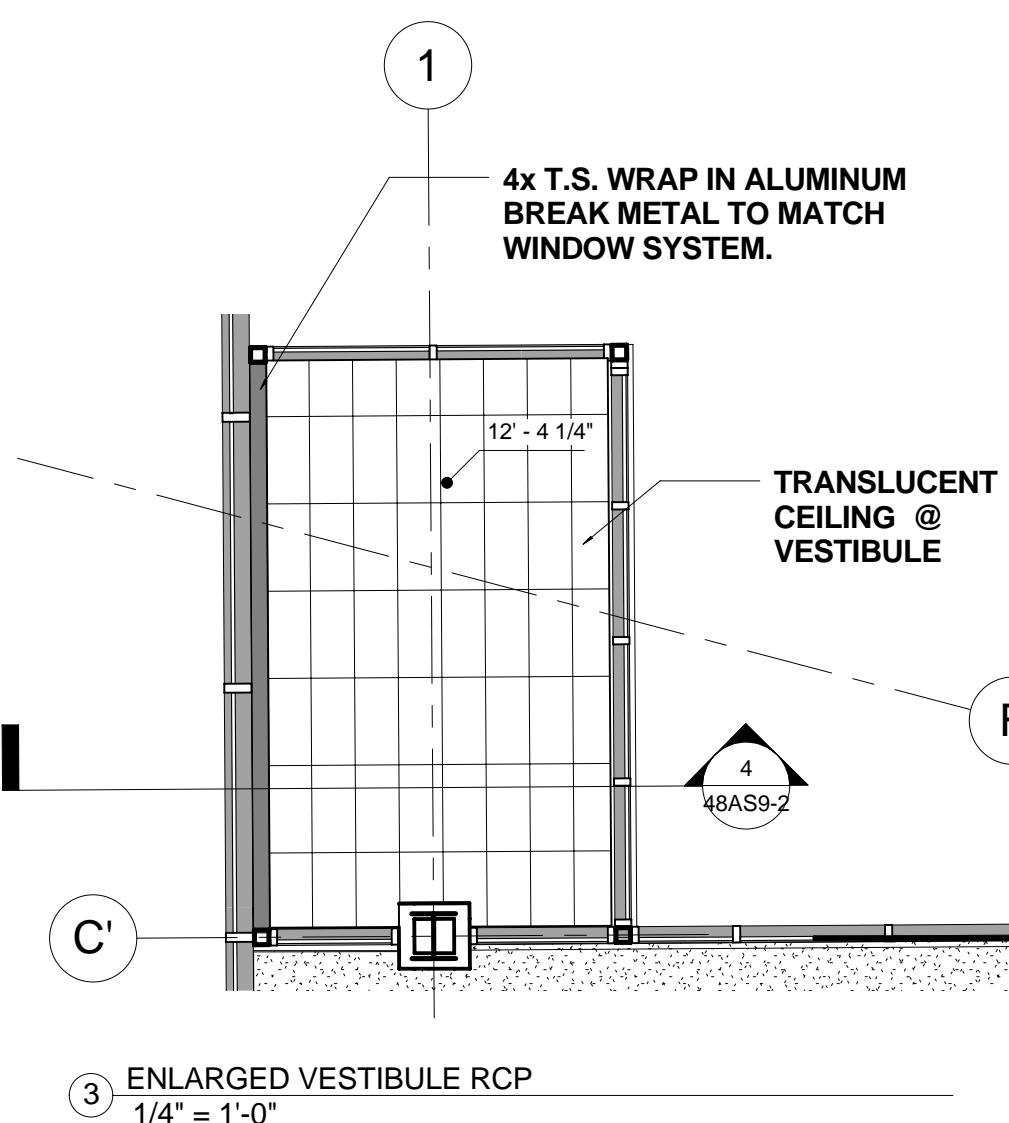 1
4x T.S. WRAP IN ALUMINUM
BREAK METAL TO MATCH
WINDOW SYSTEM.
12' - 4 1/4"
TRANSLUCENT
CEILING @
VESTIBULE
4
48AS9-2
C'
3
ENLARGED VESTIBULE RCP
1/4" = 1'-0"